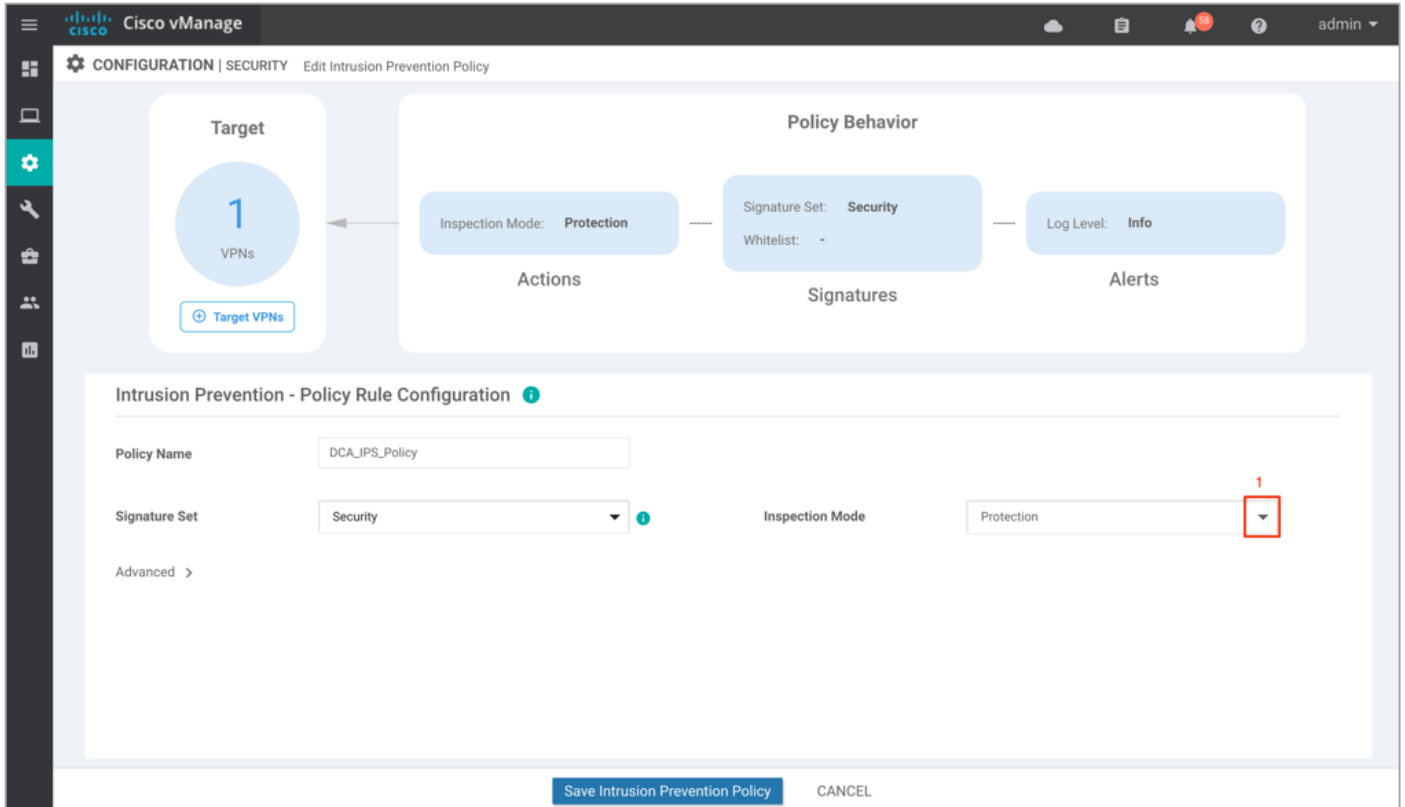 cisco Cisco vManage 58 admin
CONFIGURATION | SECURITY Edit Intrusion Prevention Policy
Target
Policy Behavior
1
VPNs
Target VPNs
Inspection Mode: Protection
Actions
Signature Set: Security
Whitelist: -
Signatures
Log Level: Info
Alerts
Intrusion Prevention - Policy Rule Configuration
Policy Name DCA_IPS_Policy
1
Signature Set Security Inspection Mode Protection
Advanced >
Save Intrusion Prevention Policy CANCEL